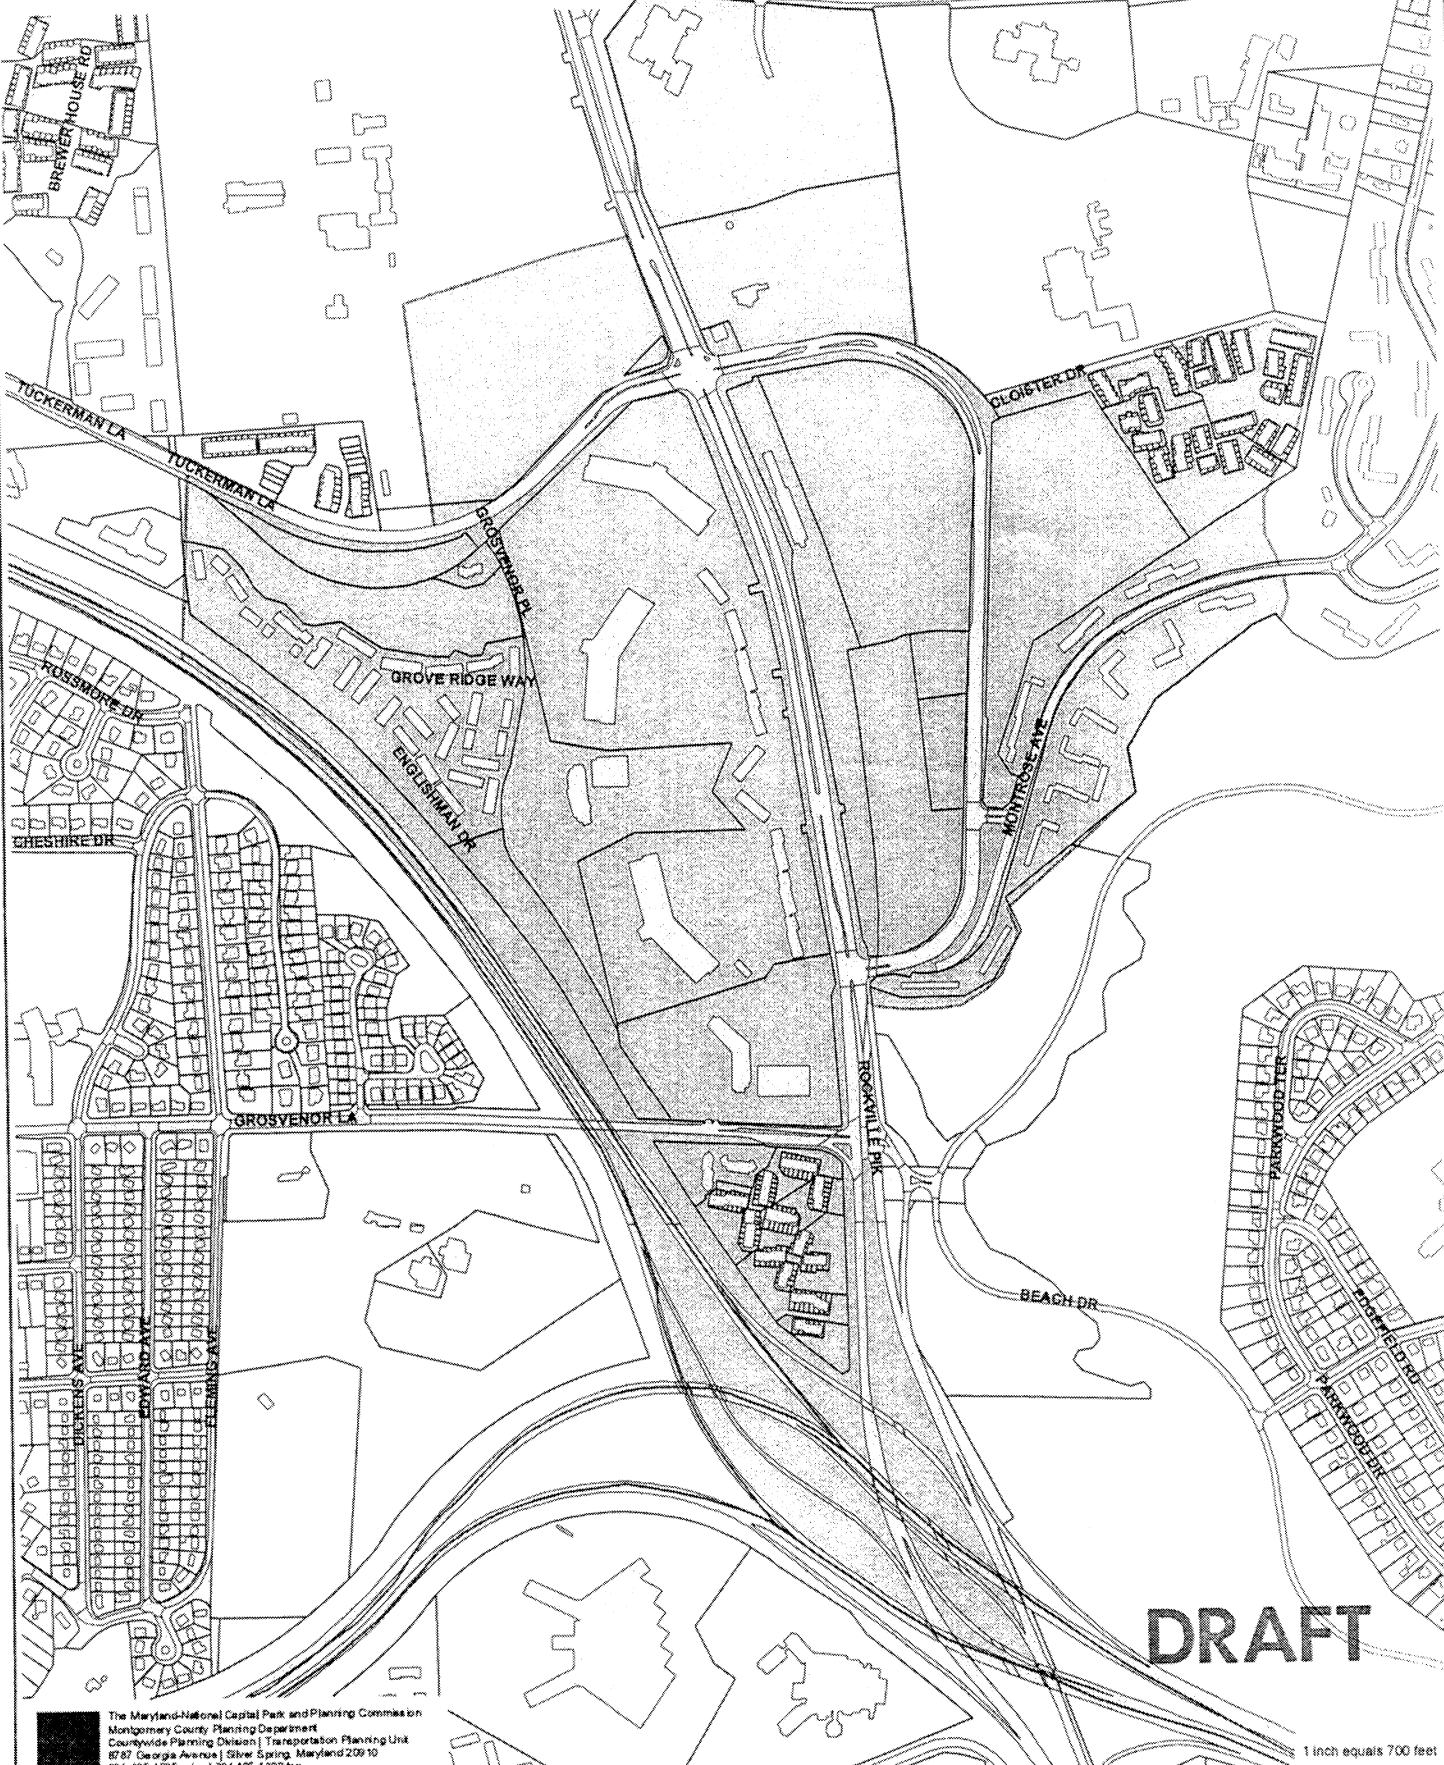 BREWER HOUSE RD
TUCKERMAN LA
TUCKERMAN LA
CLOISTER DR
GROSVENOR PL
GROVE RIDGE WAY
ROSSMORE DR
ENGLISHMAN DR
MONTROSE AVE
CHESHIRE DR
GROSVENOR LA
ROCKVILLE PIK
PARKWOOD TER
BEACH DR
EDGEFIELD RD
DICKENS AVE
EDWARD AVE
FLEMING AVE
PARKWOOD DR
DRAFT
The Maryland-National Capital Park and Planning Commission
Montgomery County Planning Department
Countywide Planning Division | Transportation Planning Unit
8787 Georgia Avenue | Silver Spring, Maryland 20910
1 inch equals 700 feet